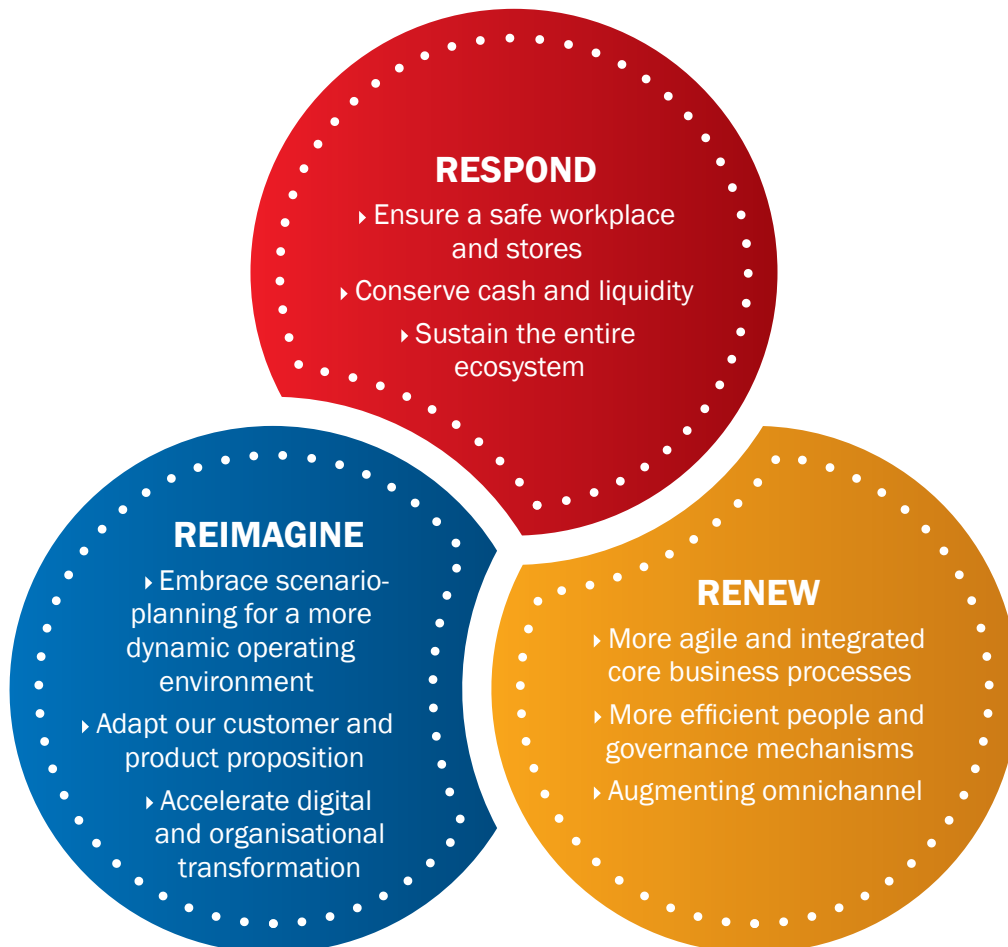 RESPOND
‣ Ensure a safe workplace
and stores
‣ Conserve cash and liquidity
‣ Sustain the entire
ecosystem
REIMAGINE
‣ Embrace scenario-
planning for a more
dynamic operating
environment
‣ Adapt our customer and
product proposition
‣ Accelerate digital
and organisational
transformation
RENEW
‣ More agile and integrated
core business processes
‣ More efficient people and
governance mechanisms
‣ Augmenting omnichannel